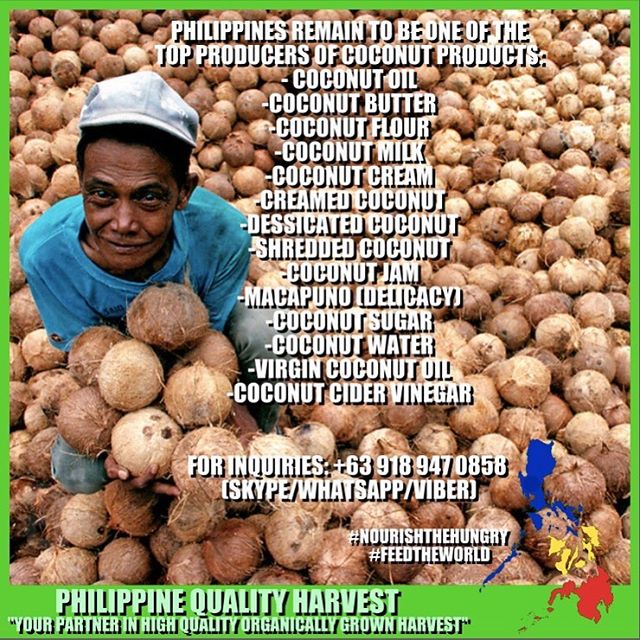 PHILIPPINES REMAIN TO BE ONE OF THE
TOP PRODUCERS OF COCONUT PRODUCTS:
- COCONUT OIL
-COCONUT BUTTER
-COCONUT FLOUR
-COCONUT MILK
-COCONUT CREAM
-CREAMED COCONUT
-DESSICATED COCONUT
-SHREDDED COCONUT
-COCONUT JAM
-MACAPUNO (DELICACY)
-COCONUT SUGAR
-COCONUT WATER
-VIRGIN COCONUT OIL
-COCONUT CIDER VINEGAR
FOR INQUIRIES: +63 918 947 0858
(SKYPE/WHATSAPP/VIBER)
#NOURISHTHEHUNGRY
#FEEDTHEWORLD
PHILIPPINE QUALITY HARVEST
"YOUR PARTNER IN HIGH QUALITY ORGANICALLY GROWN HARVEST"